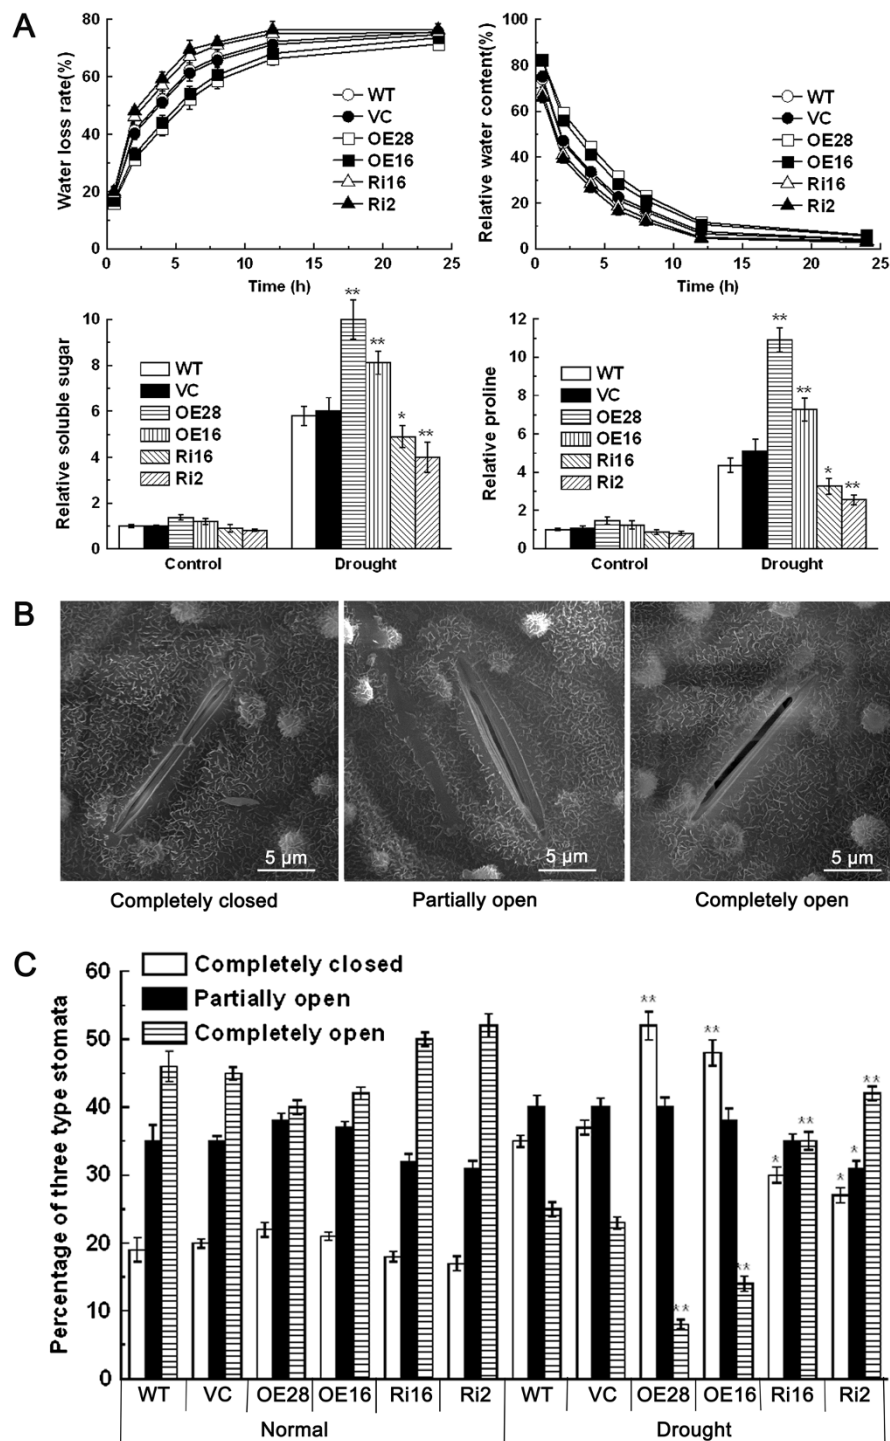 A
Water loss rate(%)
80
60
40
20
0
WT
VC
OE28
OE16
Ri16
Ri2
0 5 10 15 20 25
Time (h)
Relative water content(%)
100
80
60
40
20
0
WT
VC
OE28
OE16
Ri16
Ri2
0 5 10 15 20 25
Time (h)
Relative soluble sugar
10
8
6
4
2
0
WT
VC
OE28
OE16
Ri16
Ri2
**
**
*
**
Control Drought
Relative proline
12
10
8
6
4
2
0
WT
VC
OE28
OE16
Ri16
Ri2
**
**
*
**
Control Drought
B
5 μm
5 μm
5 μm
Completely closed Partially open Completely open
C
Percentage of three type stomata
60
50
40
30
20
10
0
Completely closed
Partially open
Completely open
**
**
**
**
*
**
*
*
**
WT VC OE28 OE16 Ri16 Ri2 WT VC OE28 OE16 Ri16 Ri2
Normal Drought